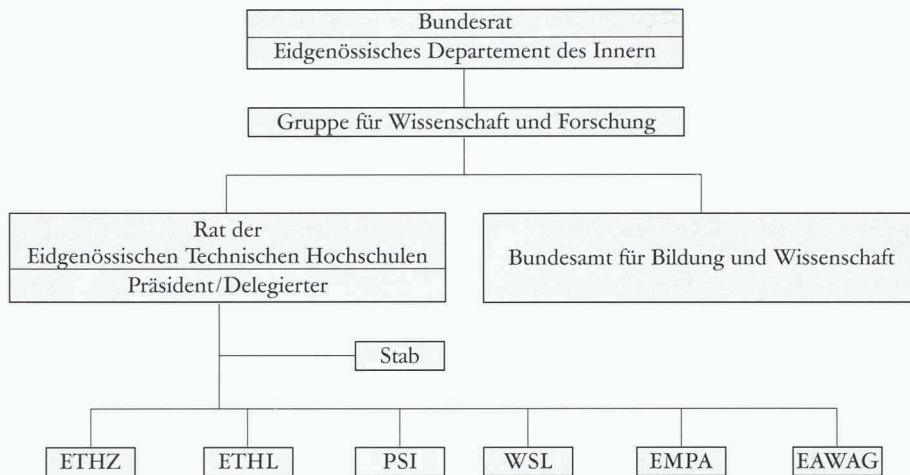 Bundesrat
Eidgenössisches Departement des Innern
Gruppe für Wissenschaft und Forschung
Rat der
Eidgenössischen Technischen Hochschulen
Präsident/Delegierter
Bundesamt für Bildung und Wissenschaft
Stab
ETHZ
ETHL
PSI
WSL
EMPA
EAWAG